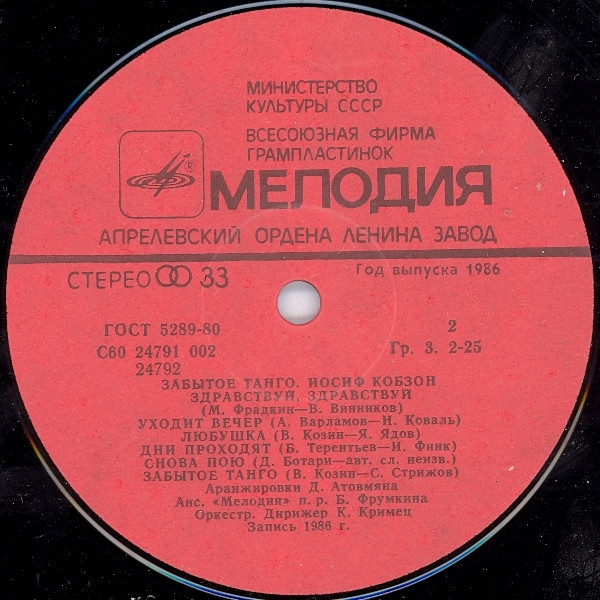 МИНИСТЕРСТВО
КУЛЬТУРЫ СССР
ВСЕСОЮЗНАЯ ФИРМА
ГРАМПЛАСТИНОК
®
МЕЛОДИЯ
АПРЕЛЕВСКИЙ ОРДЕНА ЛЕНИНА ЗАВОД
СТЕРЕО 33
Год выпуска 1986
ГОСТ 5289-80 2
С60 24791 002 Гр. 3. 2-25
24792
ЗАБЫТОЕ ТАНГО. ИОСИФ КОБЗОН
ЗДРАВСТВУЙ, ЗДРАВСТВУЙ
(М. Фрадкин—В. Винников)
УХОДИТ ВЕЧЕР (А. Варламов—Н. Коваль)
ЛЮБУШКА (В. Козин—Я. Ядов)
ДНИ ПРОХОДЯТ (Б. Терентьев—И. Финк)
СНОВА ПОЮ (Д. Ботари—авт. сл. неизв.)
ЗАБЫТОЕ ТАНГО (В. Козин—С. Стрижов)
Аранжировки Д. Атовмяна
Анс. «Мелодия» п. р. Б. Фрумкина
Оркестр. Дирижер К. Кримец
Запись 1986 г.